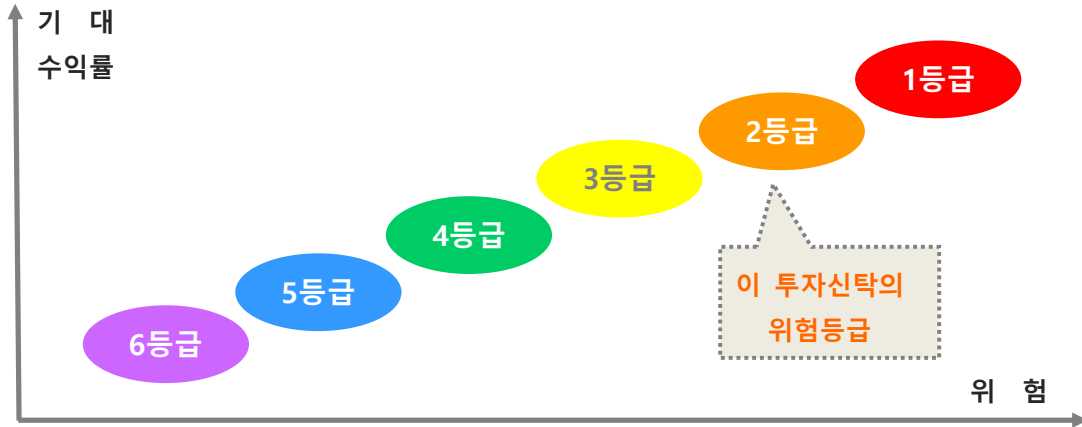 기 대
수익률
1등급
2등급
3등급
4등급
5등급
6등급
이 투자신탁의
위험등급
위 험